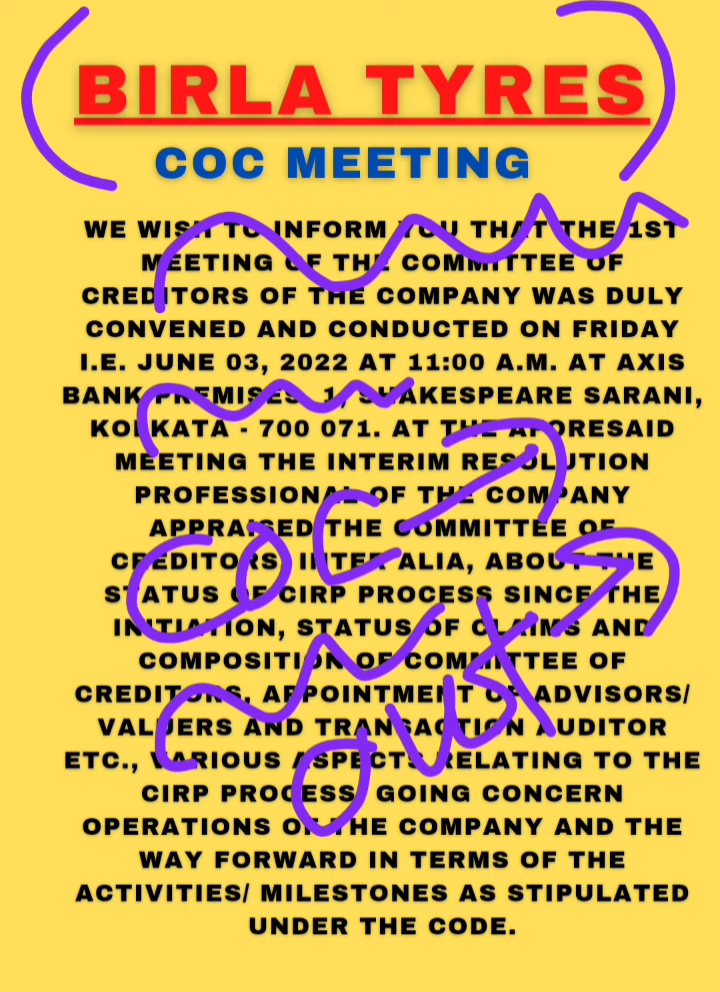 BIRLA TYRES
COC MEETING
WE WISH TO INFORM YOU THAT THE 1ST
MEETING OF THE COMMITTEE OF
CREDITORS OF THE COMPANY WAS DULY
CONVENED AND CONDUCTED ON FRIDAY
I.E. JUNE 03, 2022 AT 11:00 A.M. AT AXIS
BANK PREMISES, 1, SHAKESPEARE SARANI,
KOLKATA - 700 071. AT THE AFORESAID
MEETING THE INTERIM RESOLUTION
PROFESSIONAL OF THE COMPANY
APPRAISED THE COMMITTEE OF
CREDITORS, INTER ALIA, ABOUT THE
STATUS OF CIRP PROCESS SINCE THE
INITIATION, STATUS OF CLAIMS AND
COMPOSITION OF COMMITTEE OF
CREDITORS, APPOINTMENT OF ADVISORS/
VALUERS AND TRANSACTION AUDITOR
ETC., VARIOUS ASPECTS RELATING TO THE
CIRP PROCESS, GOING CONCERN
OPERATIONS OF THE COMPANY AND THE
WAY FORWARD IN TERMS OF THE
ACTIVITIES/ MILESTONES AS STIPULATED
UNDER THE CODE.